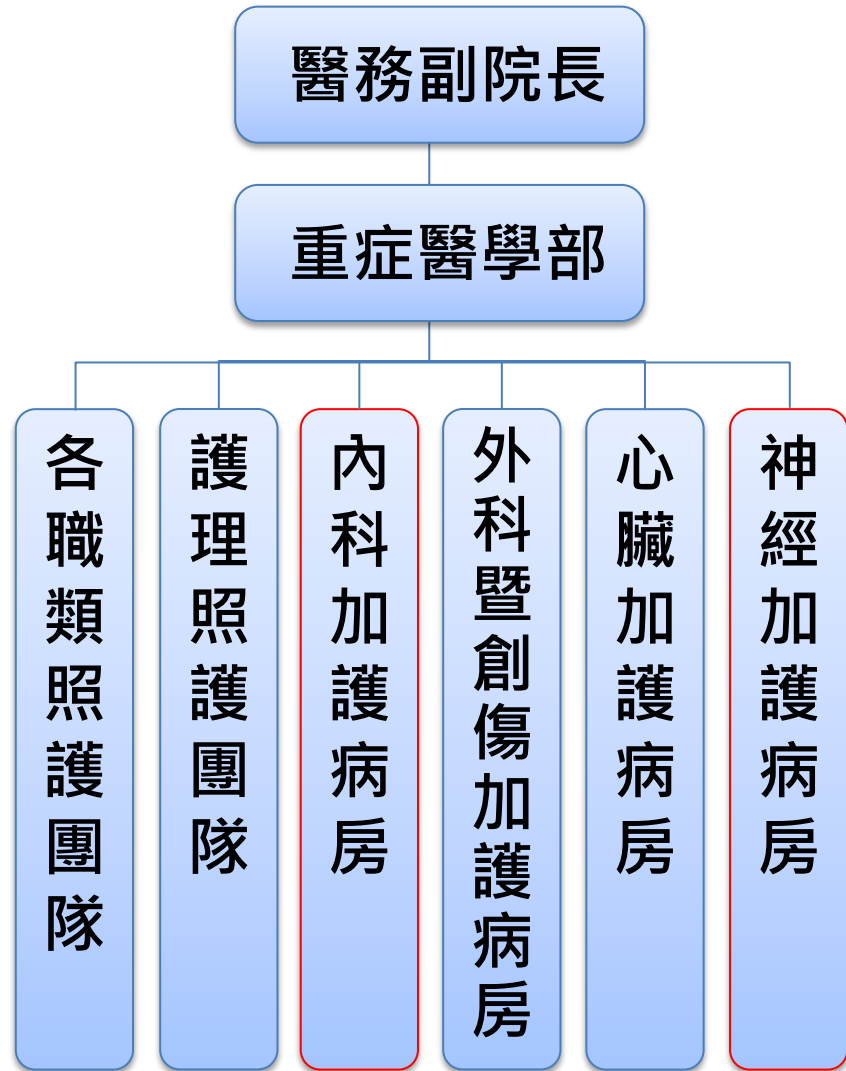 醫務副院長
重症醫學部
各職類照護團隊
護理照護團隊
內科加護病房
外科暨創傷加護病房
心臟加護病房
神經加護病房